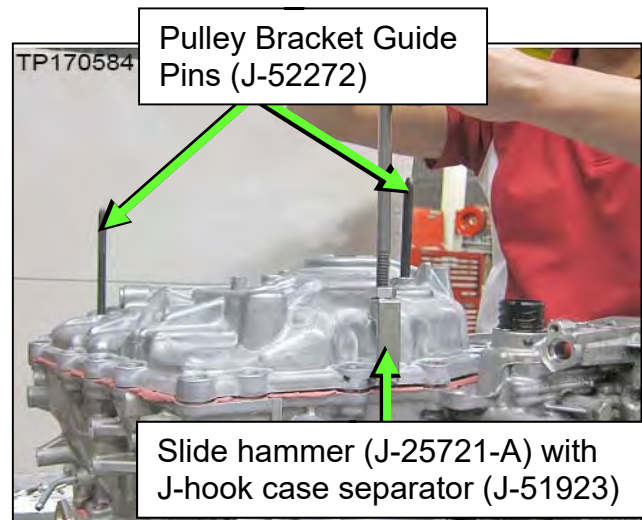 Pulley Bracket Guide
Pins (J-52272)
TP170584
Slide hammer (J-25721-A) with
J-hook case separator (J-51923)